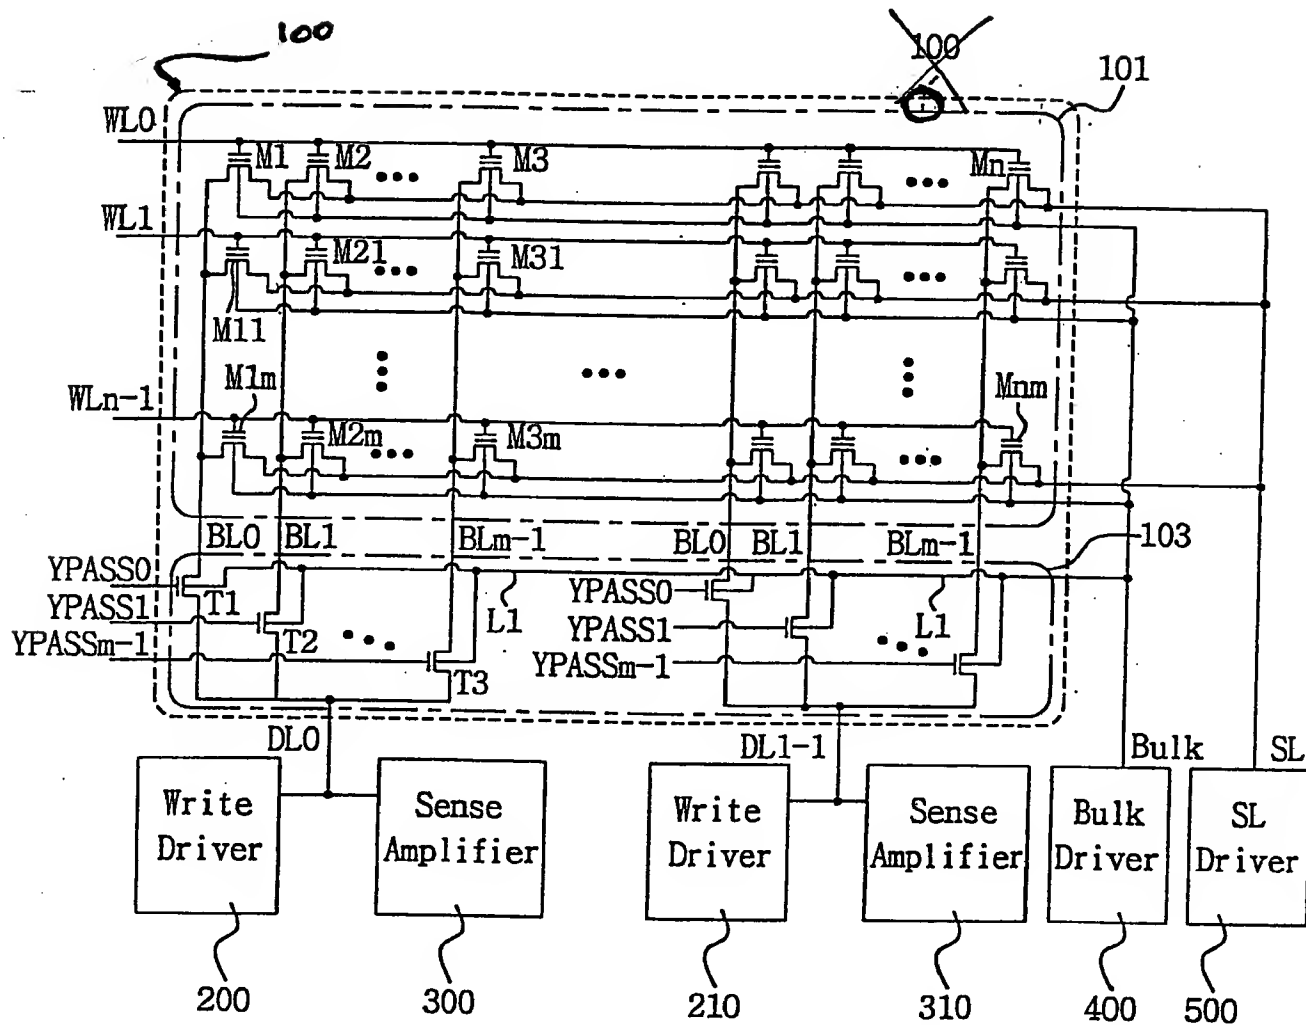 100
100
101
WL0
M1 M2 M3 Mn
WL1
M21 M31
M11
M1m Mnm
WLn-1
M2m M3m
BL0 BL1 BLm-1 BL0 BL1 BLm-1 103
YPASS0
T1 L1 YPASS0 L1
YPASS1
T2 YPASS1
YPASSm-1
T3 YPASSm-1
DL0 DL1-1 Bulk SL
Write Driver
Sense Amplifier
Write Driver
Sense Amplifier
Bulk Driver
SL Driver
200 300 210 310 400 500